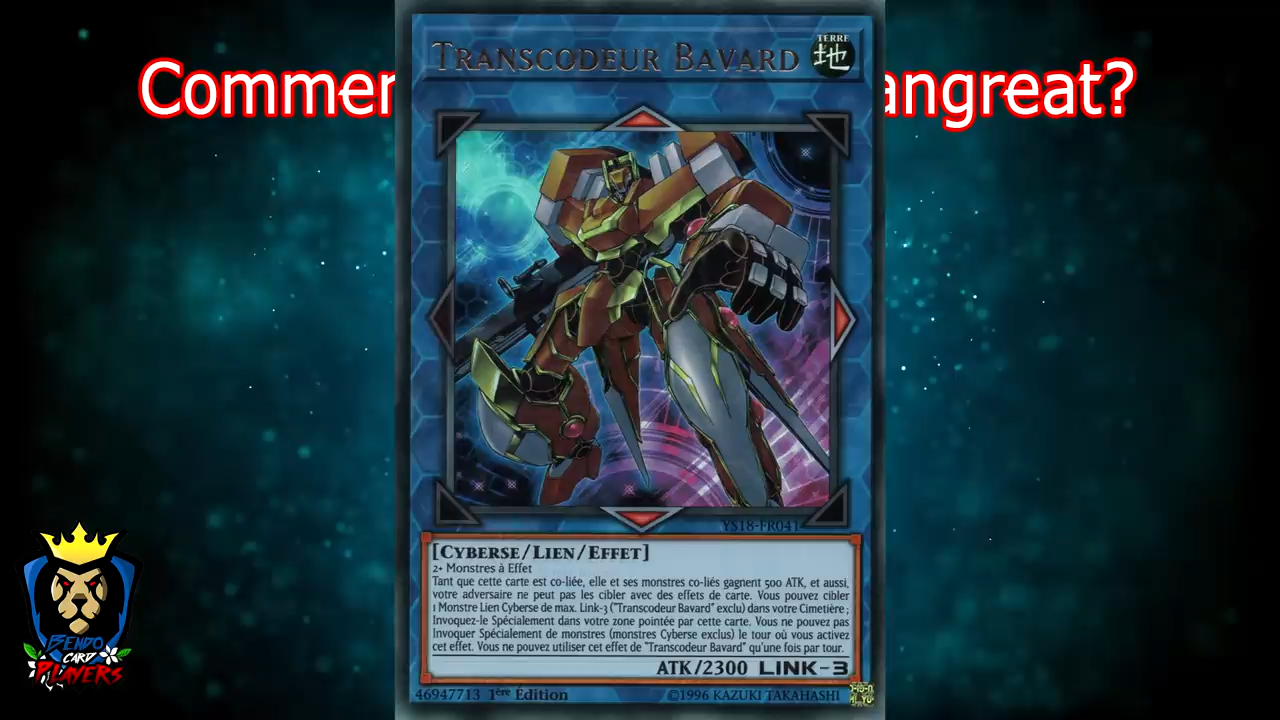 Commen angreat?
TRANSCODEUR BAVARD
TERRE
地
YS18-FR041
[CYBERSE/LIEN/EFFET]
2+ Monstres à Effet
Tant que cette carte est co-liée, elle et ses monstres co-liés gagnent 500 ATK, et aussi,
votre adversaire ne peut pas les cibler avec des effets de carte. Vous pouvez cibler
1 Monstre Lien Cyberse de max. Link-3 ("Transcodeur Bavard" exclu) dans votre Cimetière ;
Invoquez-le Spécialement dans votre zone pointée par cette carte. Vous ne pouvez pas
Invoquer Spécialement de monstres (monstres Cyberse exclus) le tour où vous activez
cet effet. Vous ne pouvez utiliser cet effet de "Transcodeur Bavard" qu'une fois par tour.
ATK/2300 LINK-3
46947713 1ère Édition ©1996 KAZUKI TAKAHASHI
BENDO
CARD
PLAYERS